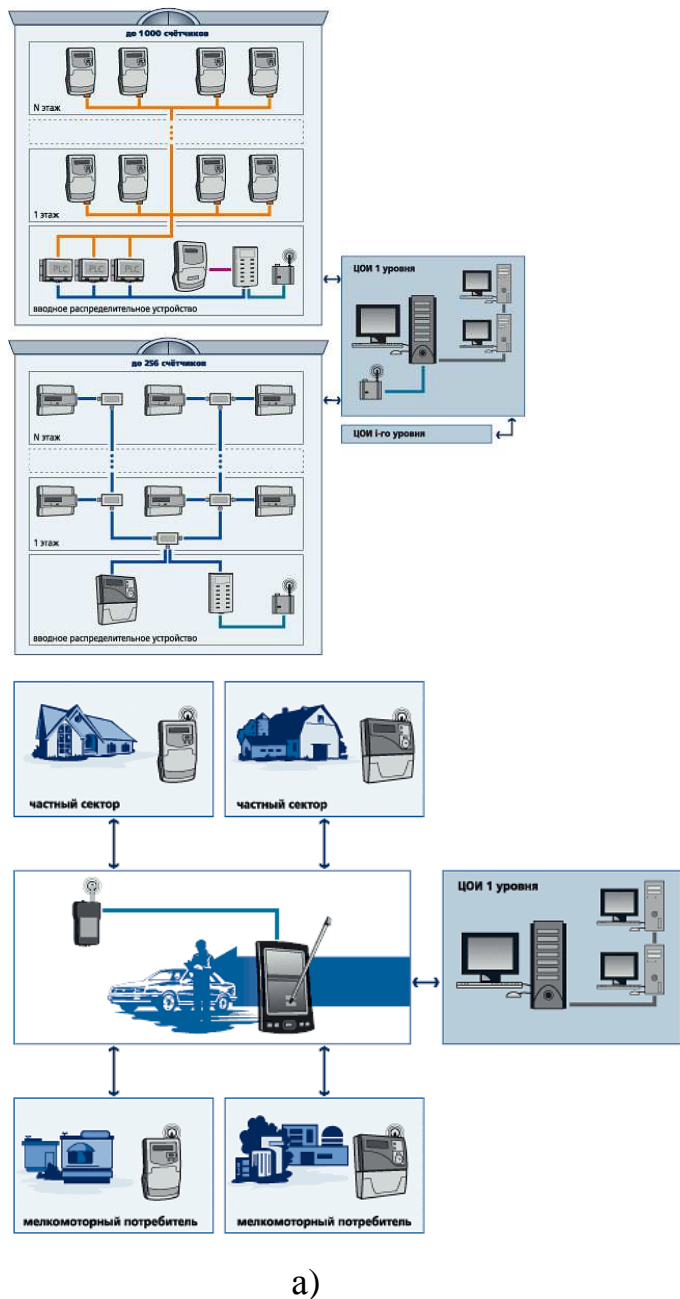 до 1000 счётчиков
N этаж
1 этаж
PLC PLC PLC
вводное распределительное устройство
ЦОИ 1 уровня
ЦОИ i-го уровня
до 256 счётчиков
N этаж
1 этаж
вводное распределительное устройство
частный сектор
частный сектор
ЦОИ 1 уровня
мелкомоторный потребитель
мелкомоторный потребитель
а)